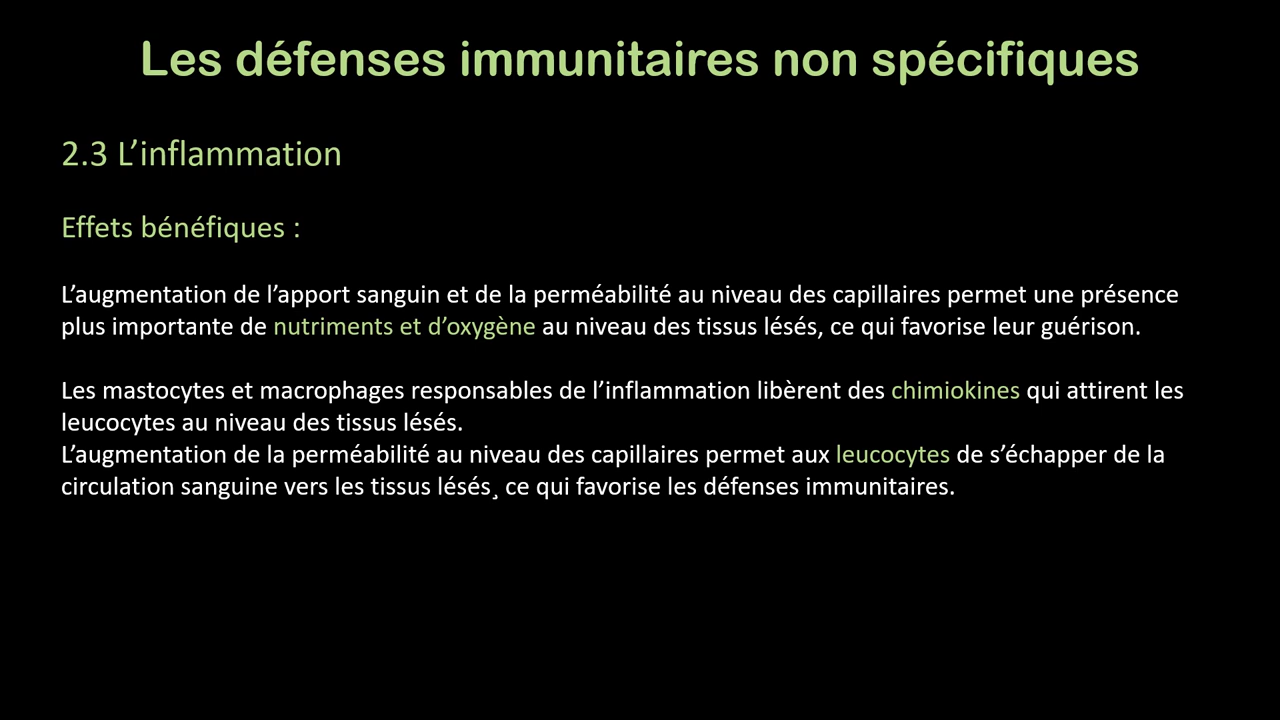 Les défenses immunitaires non spécifiques
2.3 L’inflammation
Effets bénéfiques :
L’augmentation de l’apport sanguin et de la perméabilité au niveau des capillaires permet une présence
plus importante de nutriments et d’oxygène au niveau des tissus lésés, ce qui favorise leur guérison.
Les mastocytes et macrophages responsables de l’inflammation libèrent des chimiokines qui attirent les
leucocytes au niveau des tissus lésés.
L’augmentation de la perméabilité au niveau des capillaires permet aux leucocytes de s’échapper de la
circulation sanguine vers les tissus lésés¸ ce qui favorise les défenses immunitaires.